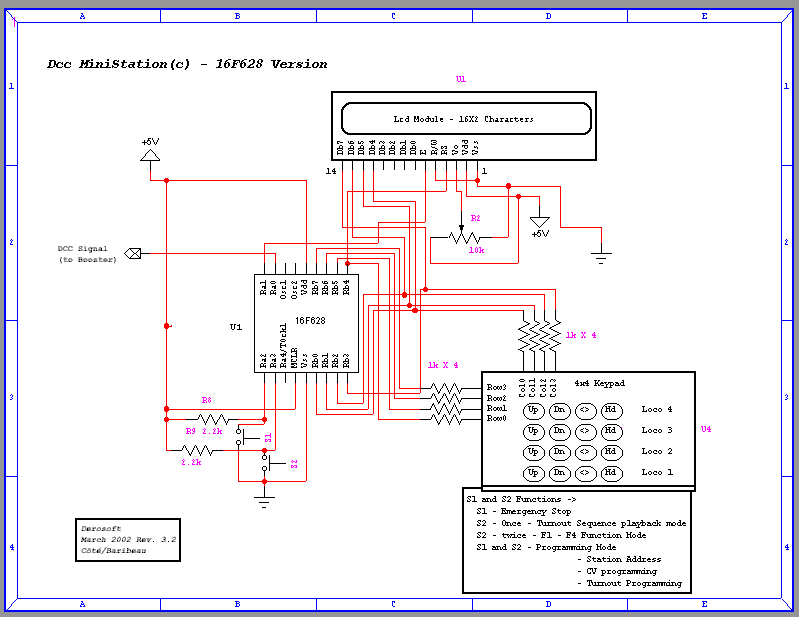 A B C D E
Dcc MiniStation(c) - 16F628 Version
U1
1 1
Lcd Module - 16X2 Characters
Db7 Db6 Db5 Db4 Db3 Db2 Db1 Db0 E R/W RS Vo Vdd Vss
14 1
+5V
R2
+5V
10k
2 2
DCC Signal
(to Booster)
Ra1 Ra0 Osc1 Osc2 Vdd Rb7 Rb6 Rb5 Rb4
U1
16F628
Ra2 Ra3 Ra4/T0ck1 MCLR Vss Rb0 Rb1 Rb2 Rb3
1k X 4
1k X 4
Col0 Col1 Col2 Col3
4x4 Keypad
Row3
Row2
Row1
Row0
3 3
R8
R9 2.2k
S1
2.2k
S2
Up Dn <> Hd Loco 4
Up Dn <> Hd Loco 3
Up Dn <> Hd Loco 2
Up Dn <> Hd Loco 1
U4
S1 and S2 Functions ->
S1 - Emergency Stop
S2 - Once - Turnout Sequence playback mode
S2 - twice - F1 - F4 Function Mode
S1 and S2 - Programming Mode
- Station Address
- CV programming
- Turnout Programming
Derosoft
March 2002 Rev. 3.2
Côté/Baribeau
4 4
A B C D E